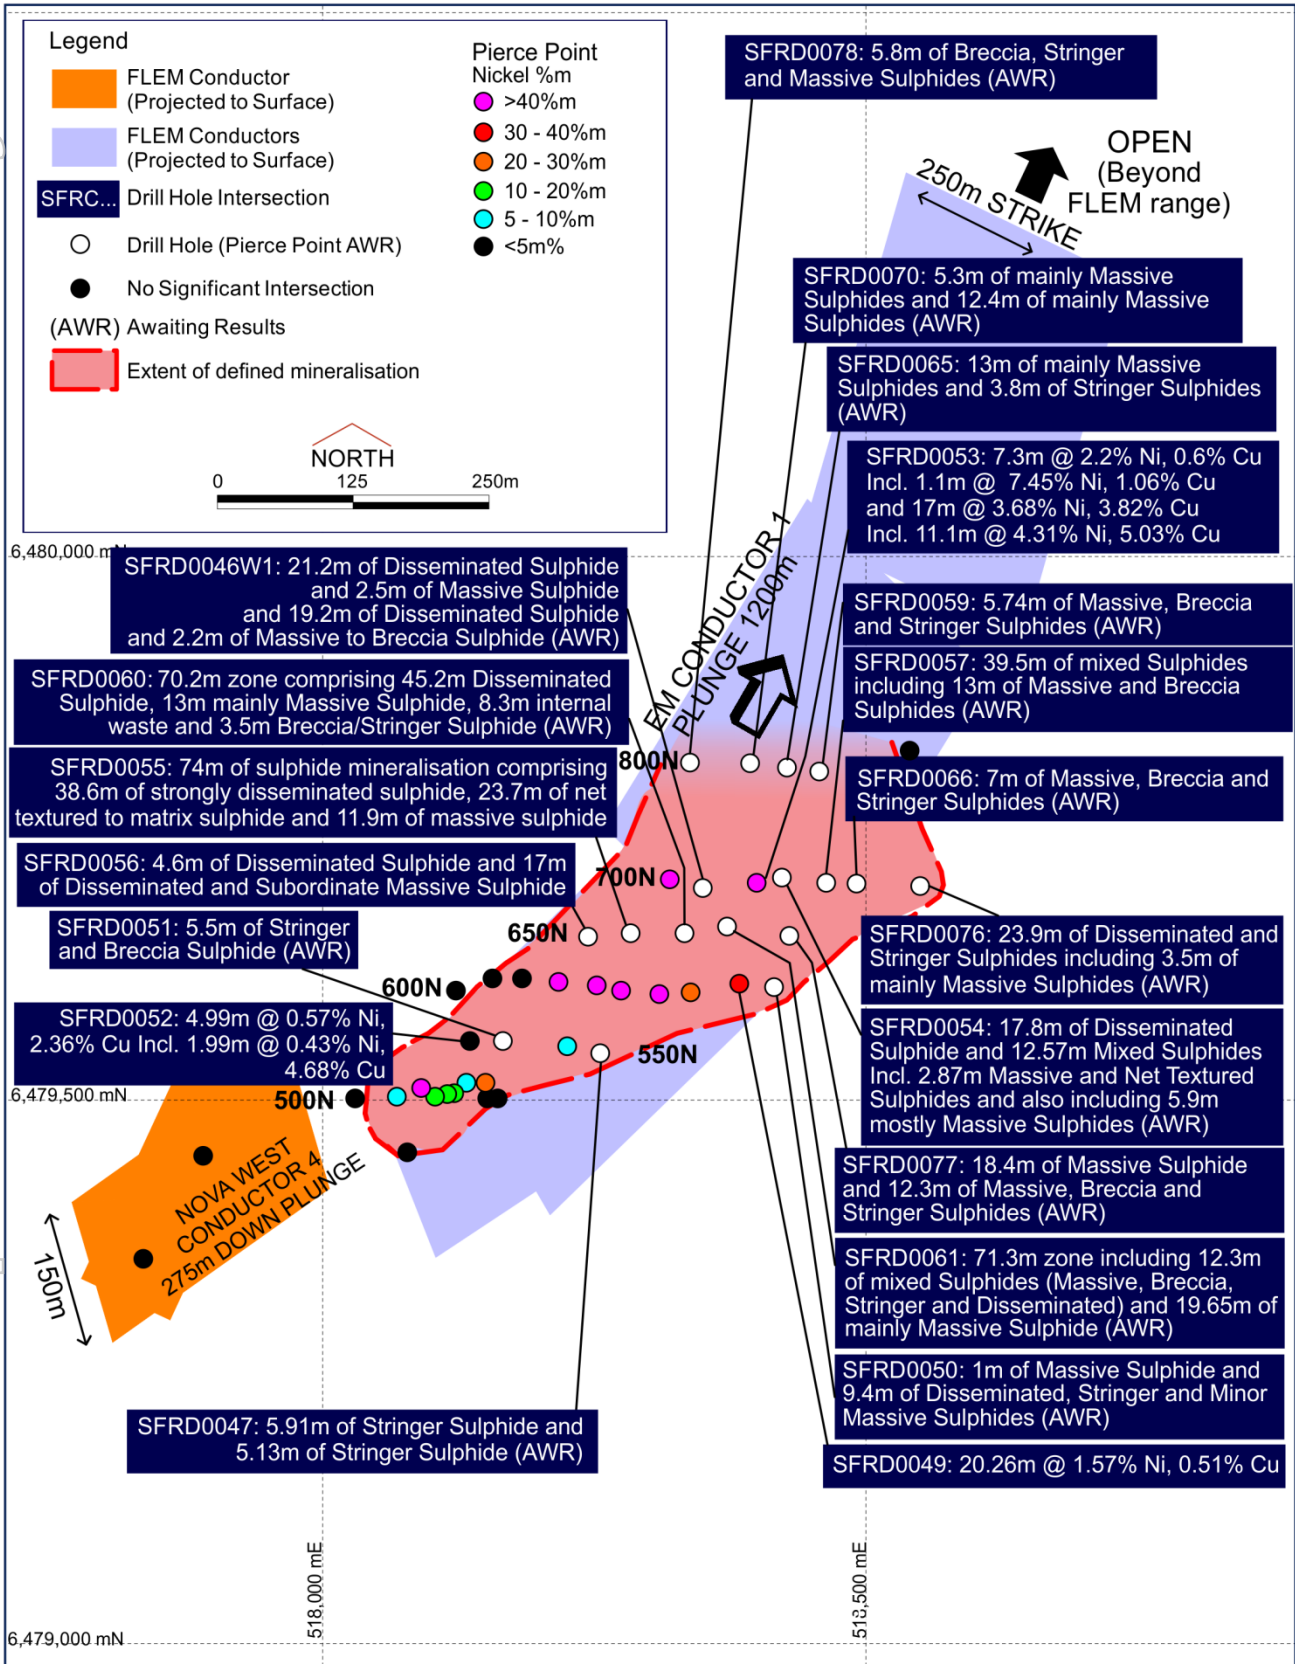 Legend
FLEM Conductor
(Projected to Surface)
FLEM Conductors
(Projected to Surface)
SFRC... Drill Hole Intersection
Drill Hole (Pierce Point AWR)
No Significant Intersection
(AWR) Awaiting Results
Extent of defined mineralisation
Pierce Point
Nickel %m
>40%m
30 - 40%m
20 - 30%m
10 - 20%m
5 - 10%m
<5m%
NORTH
0 125 250m
SFRD0078: 5.8m of Breccia, Stringer
and Massive Sulphides (AWR)
OPEN
(Beyond
FLEM range)
250m STRIKE
SFRD0070: 5.3m of mainly Massive
Sulphides and 12.4m of mainly Massive
Sulphides (AWR)
SFRD0065: 13m of mainly Massive
Sulphides and 3.8m of Stringer Sulphides
(AWR)
SFRD0053: 7.3m @ 2.2% Ni, 0.6% Cu
Incl. 1.1m @ 7.45% Ni, 1.06% Cu
and 17m @ 3.68% Ni, 3.82% Cu
Incl. 11.1m @ 4.31% Ni, 5.03% Cu
6,480,000 mN
SFRD0046W1: 21.2m of Disseminated Sulphide
and 2.5m of Massive Sulphide
and 19.2m of Disseminated Sulphide
and 2.2m of Massive to Breccia Sulphide (AWR)
EM CONDUCTOR 1
PLUNGE 1200m
SFRD0059: 5.74m of Massive, Breccia
and Stringer Sulphides (AWR)
SFRD0057: 39.5m of mixed Sulphides
including 13m of Massive and Breccia
Sulphides (AWR)
SFRD0060: 70.2m zone comprising 45.2m Disseminated
Sulphide, 13m mainly Massive Sulphide, 8.3m internal
waste and 3.5m Breccia/Stringer Sulphide (AWR)
800N
SFRD0055: 74m of sulphide mineralisation comprising
38.6m of strongly disseminated sulphide, 23.7m of net
textured to matrix sulphide and 11.9m of massive sulphide
SFRD0066: 7m of Massive, Breccia and
Stringer Sulphides (AWR)
SFRD0056: 4.6m of Disseminated Sulphide and 17m
of Disseminated and Subordinate Massive Sulphide
700N
SFRD0051: 5.5m of Stringer
and Breccia Sulphide (AWR)
650N
SFRD0076: 23.9m of Disseminated and
Stringer Sulphides including 3.5m of
mainly Massive Sulphides (AWR)
600N
SFRD0052: 4.99m @ 0.57% Ni,
2.36% Cu Incl. 1.99m @ 0.43% Ni,
4.68% Cu
550N
SFRD0054: 17.8m of Disseminated
Sulphide and 12.57m Mixed Sulphides
Incl. 2.87m Massive and Net Textured
Sulphides and also including 5.9m
mostly Massive Sulphides (AWR)
6,479,500 mN
500N
NOVA WEST
CONDUCTOR 4
275m DOWN PLUNGE
150m
SFRD0077: 18.4m of Massive Sulphide
and 12.3m of Massive, Breccia and
Stringer Sulphides (AWR)
SFRD0061: 71.3m zone including 12.3m
of mixed Sulphides (Massive, Breccia,
Stringer and Disseminated) and 19.65m of
mainly Massive Sulphide (AWR)
SFRD0050: 1m of Massive Sulphide and
9.4m of Disseminated, Stringer and Minor
Massive Sulphides (AWR)
SFRD0047: 5.91m of Stringer Sulphide and
5.13m of Stringer Sulphide (AWR)
SFRD0049: 20.26m @ 1.57% Ni, 0.51% Cu
518,000 mE
513,500 mE
6,479,000 mN